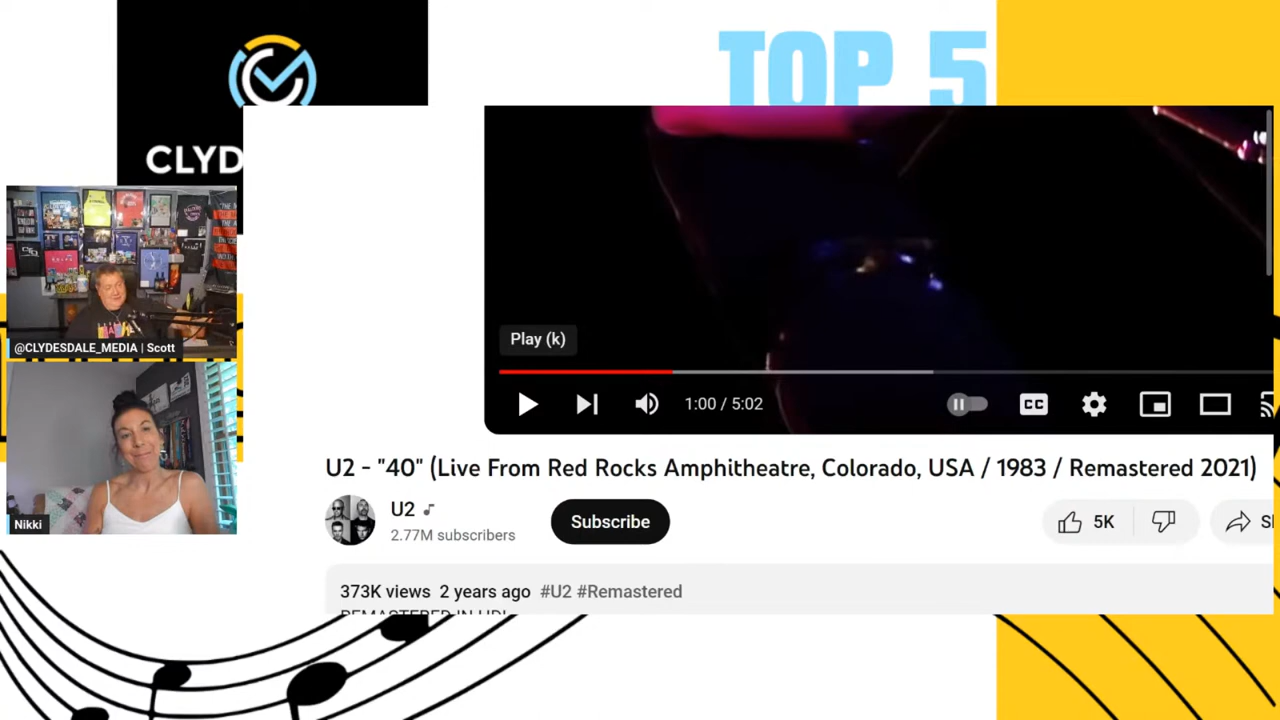 TOP 5
CLYD
@CLYDESDALE_MEDIA | Scott
Nikki
Play (k)
1:00 / 5:02
CC
U2 - "40" (Live From Red Rocks Amphitheatre, Colorado, USA / 1983 / Remastered 2021)
U2
2.77M subscribers
Subscribe
5K
373K views 2 years ago #U2 #Remastered